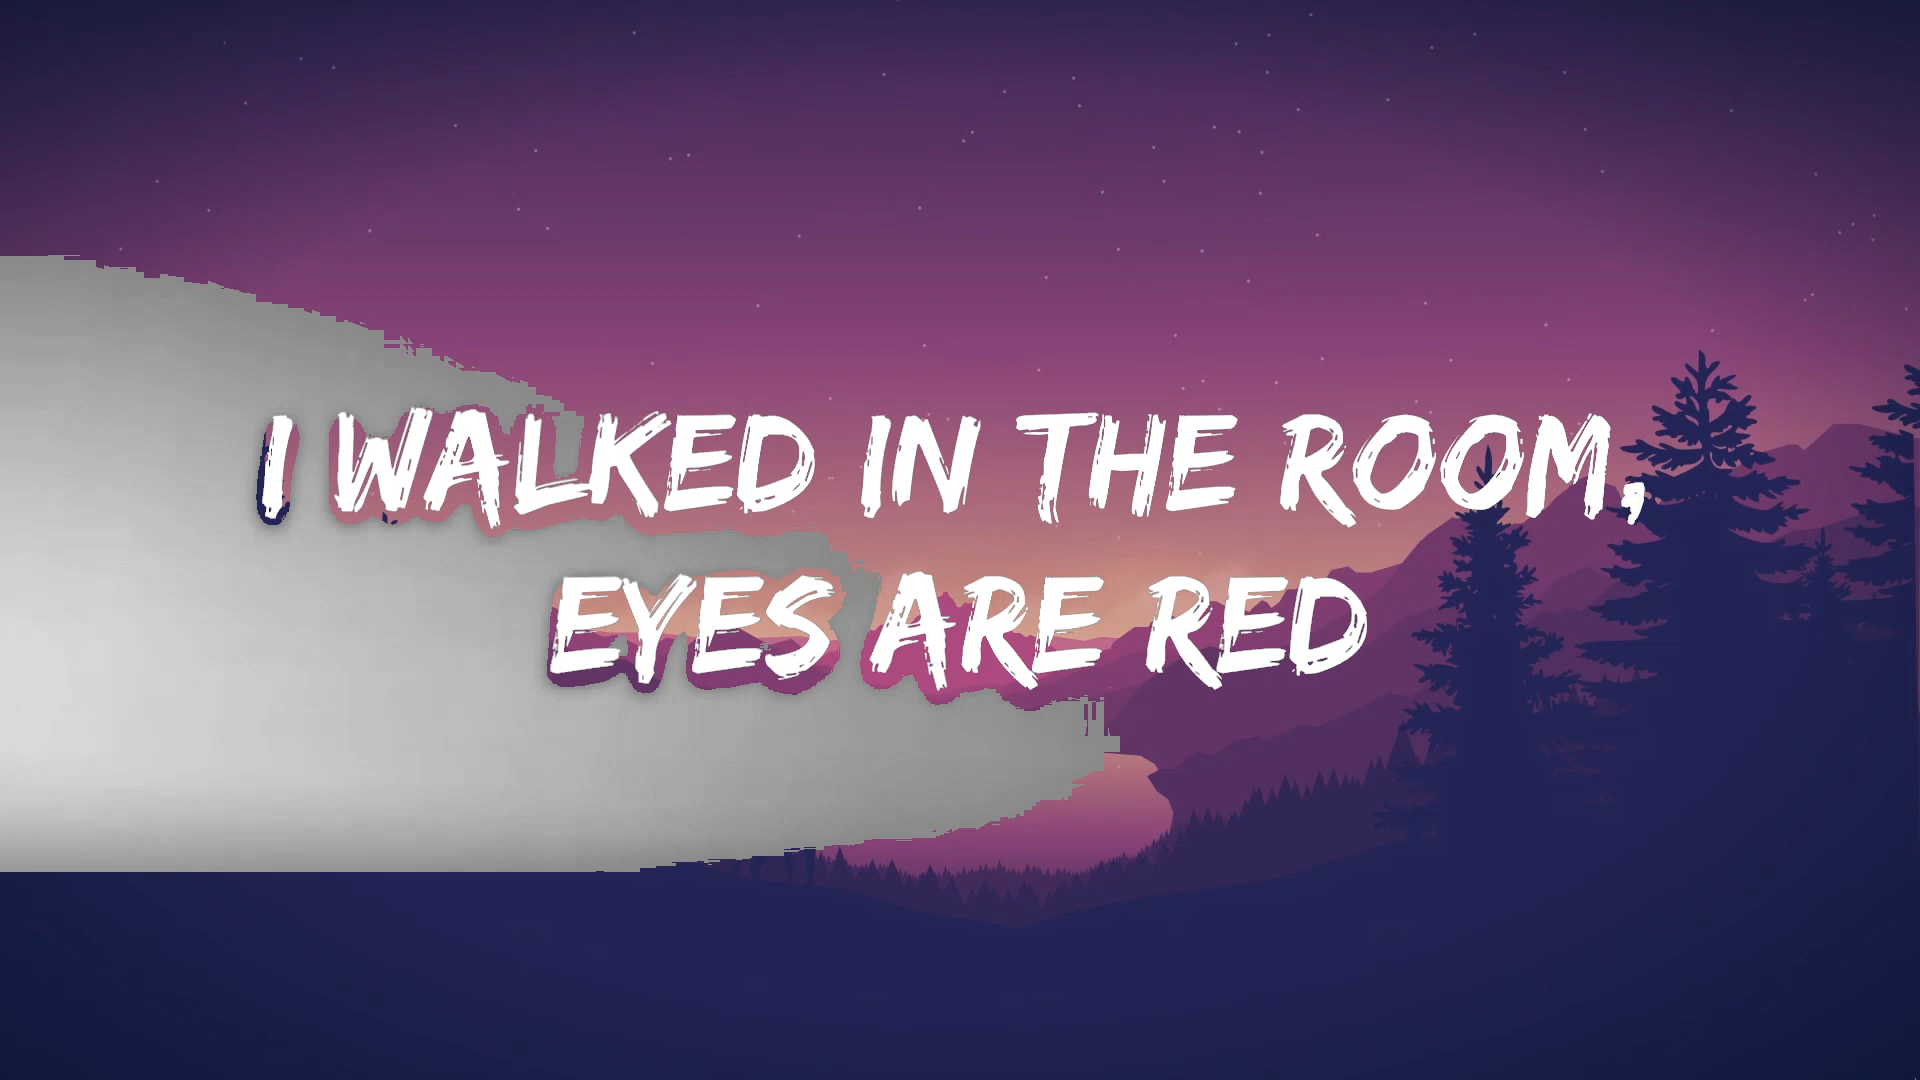 I WALKED IN THE ROOM,
EYES ARE RED